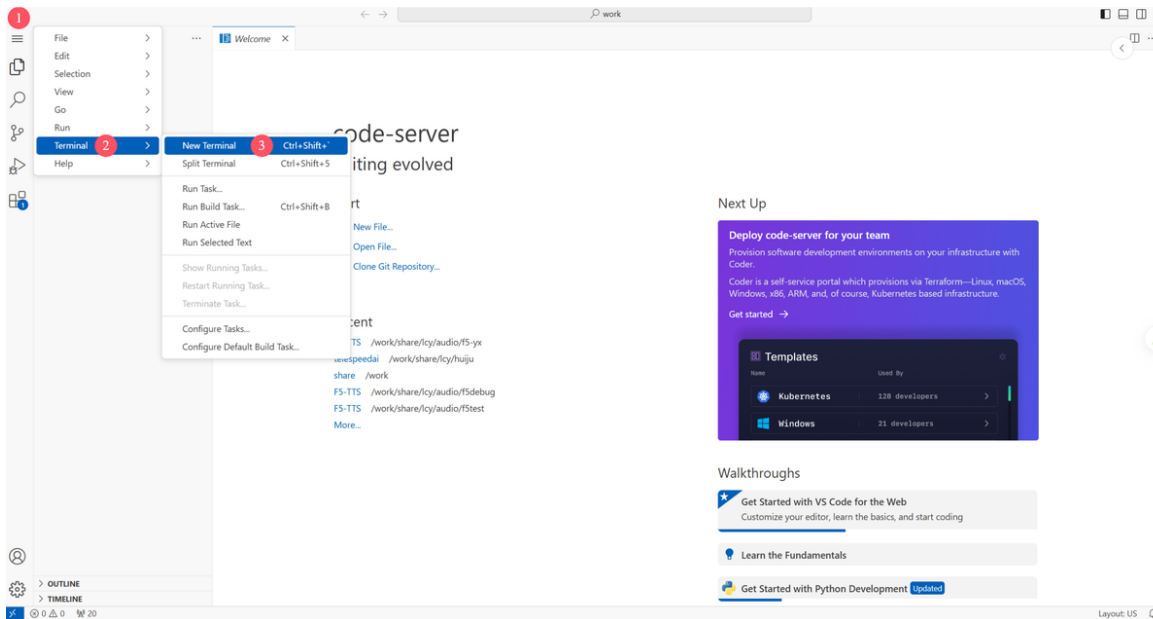 1
work
File
Edit
Selection
View
Go
Run
Terminal 2
Help
Welcome
New Terminal 3 Ctrl+Shift+`
Split Terminal Ctrl+Shift+5
Run Task...
Run Build Task... Ctrl+Shift+B
Run Active File
Run Selected Text
Show Running Tasks...
Restart Running Task...
Terminate Task...
Configure Tasks...
Configure Default Build Task...
code-server
iting evolved
rt
New File...
Open File...
Clone Git Repository...
cent
TS /work/share/lcy/audio/f5-yx
telespeedai /work/share/lcy/huiju
share /work
F5-TTS /work/share/lcy/audio/f5debug
F5-TTS /work/share/lcy/audio/f5test
More...
Next Up
Deploy code-server for your team
Provision software development environments on your infrastructure with
Coder.
Coder is a self-service portal which provisions via Terraform—Linux, macOS,
Windows, x86, ARM, and, of course, Kubernetes based infrastructure.
Get started →
Templates
Name Used By
Kubernetes 128 developers
Windows 21 developers
Walkthroughs
Get Started with VS Code for the Web
Customize your editor, learn the basics, and start coding
Learn the Fundamentals
Get Started with Python Development Updated
1
OUTLINE
TIMELINE
0 0 20
Layout: US